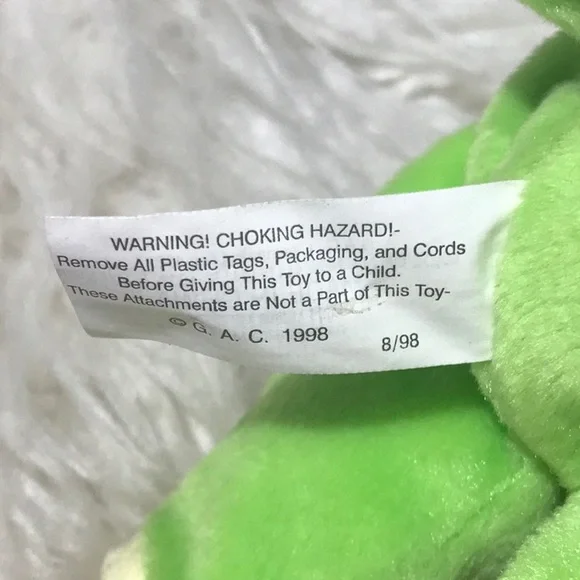 WARNING! CHOKING HAZARD!-
Remove All Plastic Tags, Packaging, and Cords
Before Giving This Toy to a Child.
These Attachments are Not a Part of This Toy-
© G. A. C. 1998
8/98